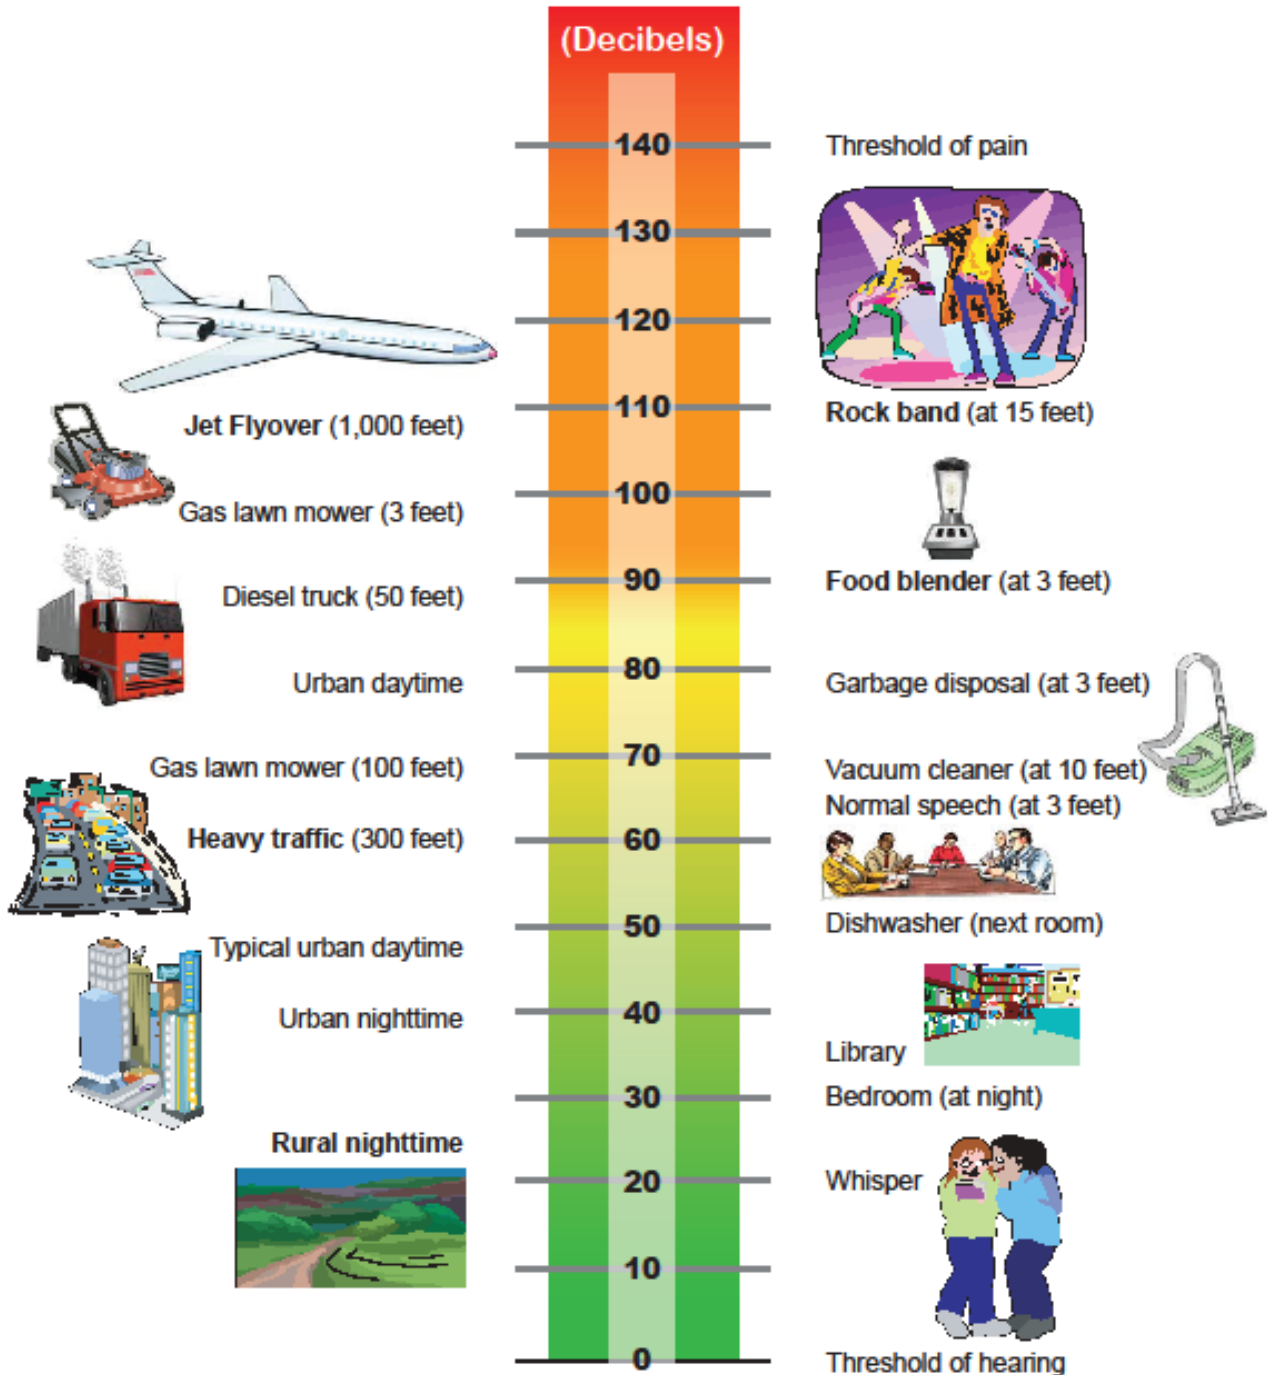 (Decibels)
140
Threshold of pain
130
120
110
Jet Flyover (1,000 feet)
Rock band (at 15 feet)
100
Gas lawn mower (3 feet)
90
Diesel truck (50 feet)
Food blender (at 3 feet)
80
Urban daytime
Garbage disposal (at 3 feet)
70
Gas lawn mower (100 feet)
Vacuum cleaner (at 10 feet)
Normal speech (at 3 feet)
60
Heavy traffic (300 feet)
50
Dishwasher (next room)
Typical urban daytime
40
Urban nighttime
Library
30
Bedroom (at night)
Rural nighttime
20
Whisper
10
0
Threshold of hearing